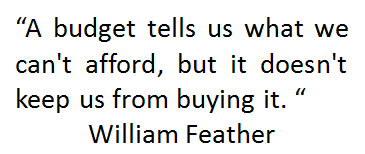 “A budget tells us what we
can't afford, but it doesn't
keep us from buying it. “
William Feather